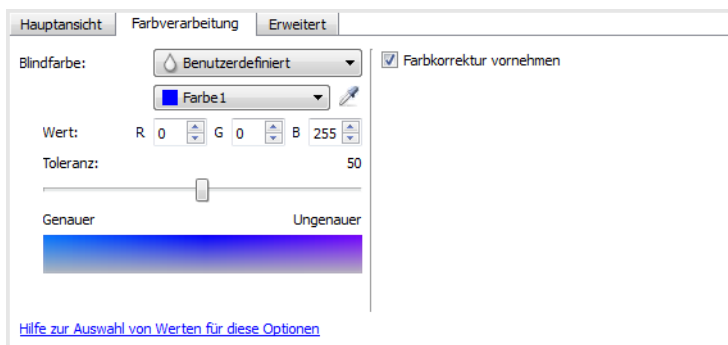 Hauptansicht Farbverarbeitung Erweitert
Blindfarbe: Benutzerdefiniert
Farbe1
Wert: R 0 G 0 B 255
Toleranz: 50
Genauer Ungenauer
Hilfe zur Auswahl von Werten für diese Optionen
Farbkorrektur vornehmen